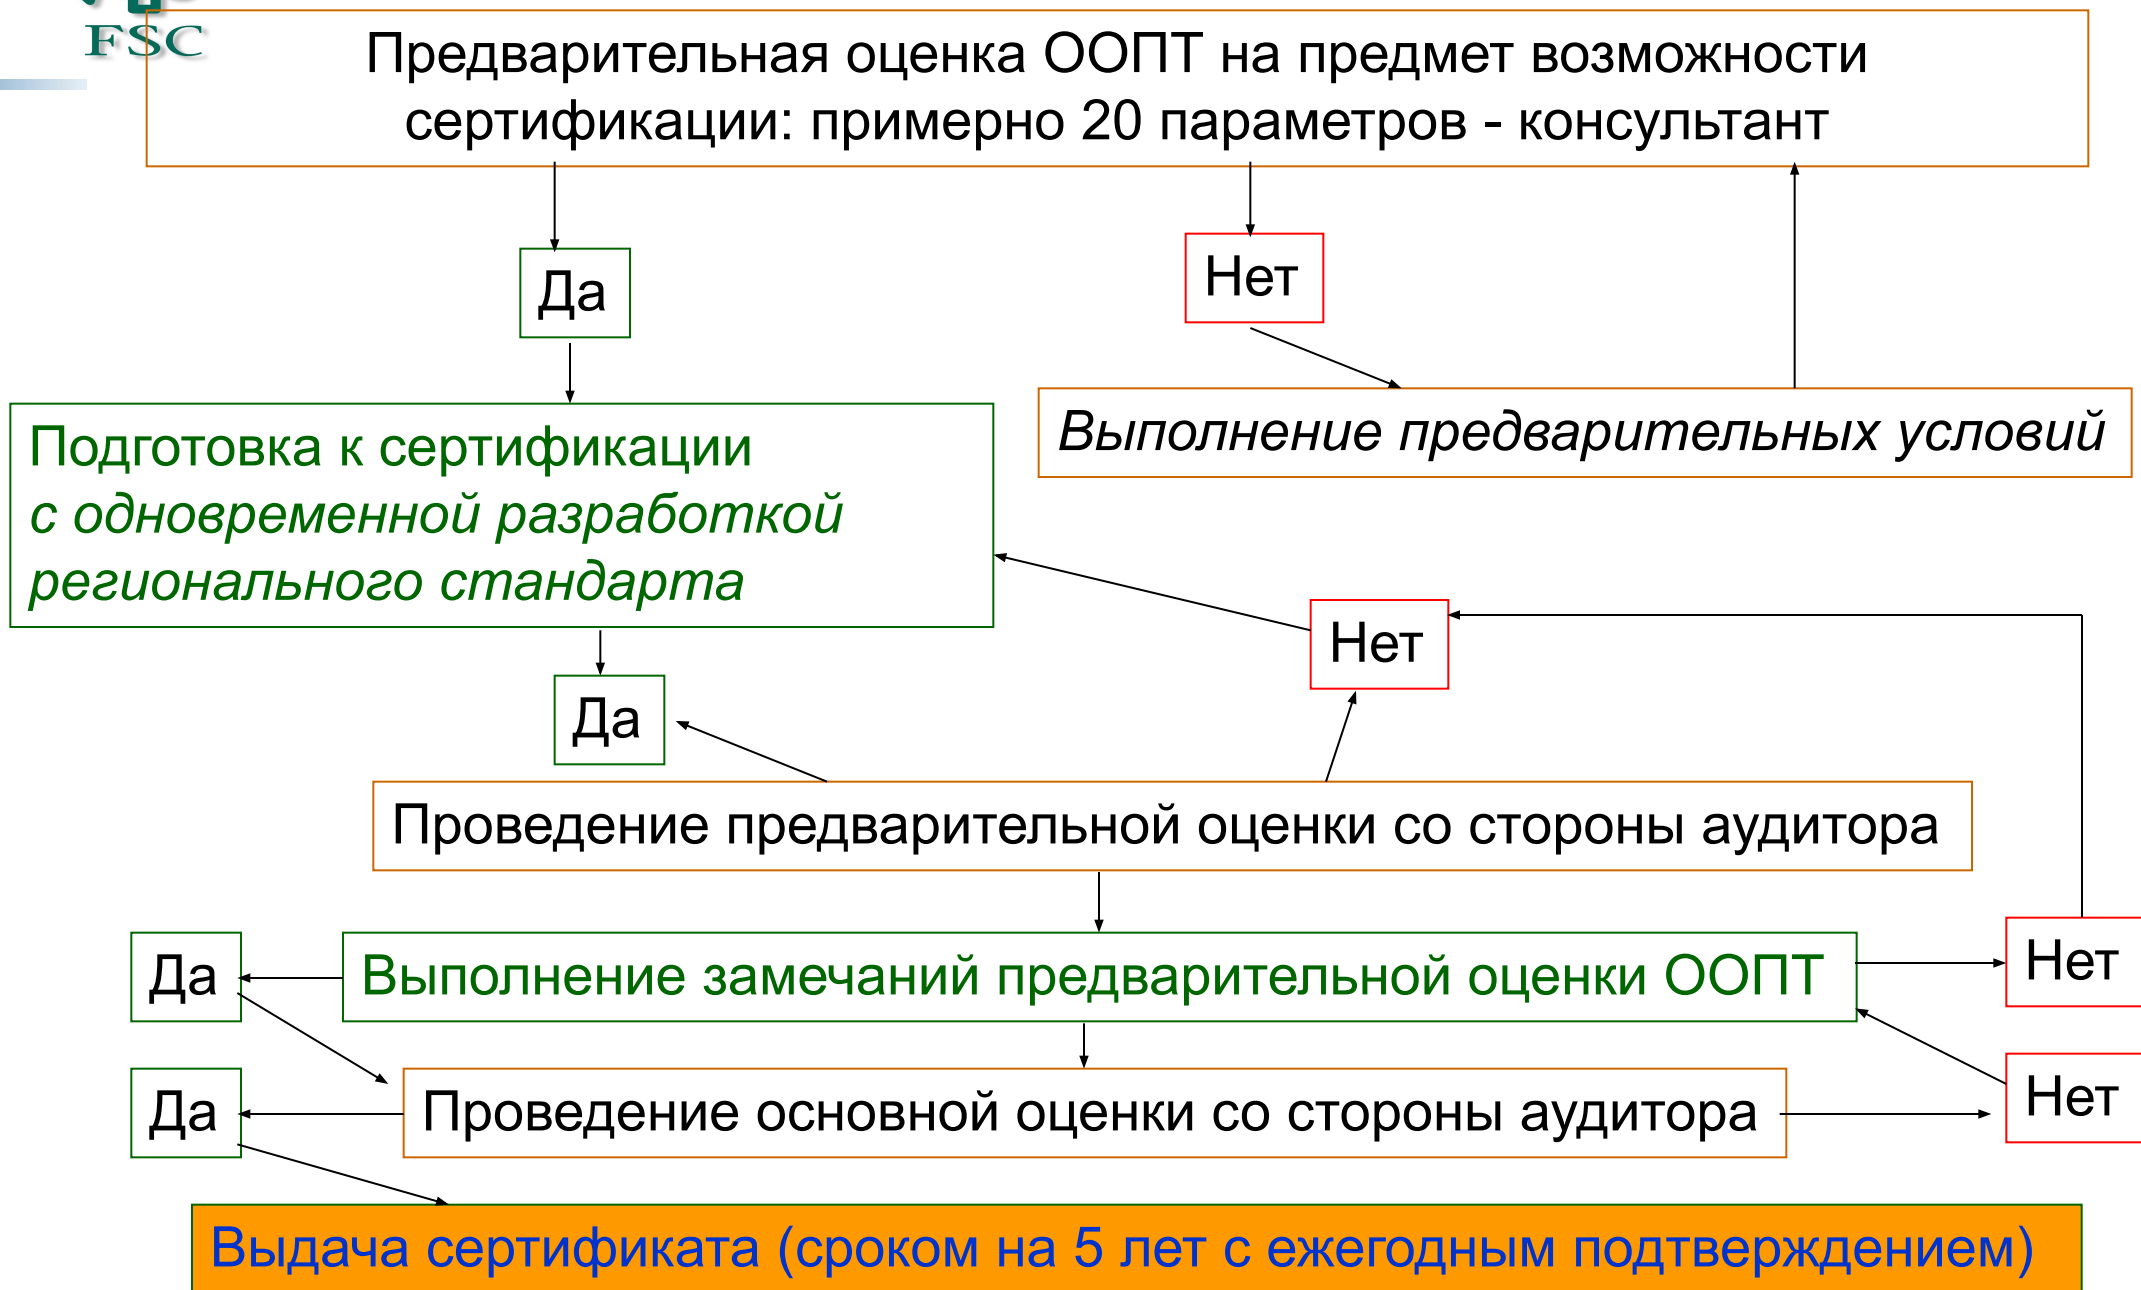 FSC
Предварительная оценка ООПТ на предмет возможности
сертификации: примерно 20 параметров - консультант
Да
Нет
Подготовка к сертификации
с одновременной разработкой
регионального стандарта
Выполнение предварительных условий
Нет
Да
Проведение предварительной оценки со стороны аудитора
Да
Выполнение замечаний предварительной оценки ООПТ
Нет
Да
Проведение основной оценки со стороны аудитора
Нет
Выдача сертификата (сроком на 5 лет с ежегодным подтверждением)